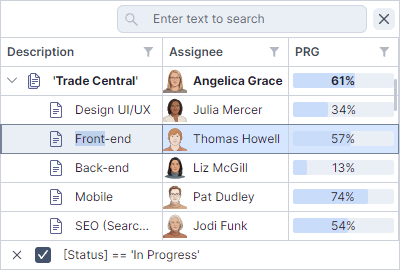 Enter text to search
Description Assignee PRG
'Trade Central' Angelica Grace 61%
Design UI/UX Julia Mercer 34%
Front-end Thomas Howell 57%
Back-end Liz McGill 13%
Mobile Pat Dudley 74%
SEO (Searc... Jodi Funk 54%
[Status] == 'In Progress'